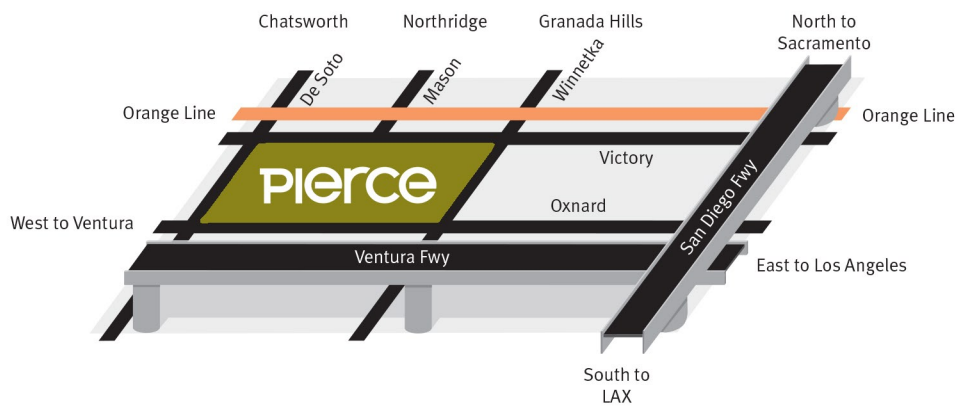 Chatsworth
Northridge
Granada Hills
North to
Sacramento
De Soto
Mason
Winnetka
Orange Line
Orange Line
Victory
PIerce
Oxnard
West to Ventura
San Diego Fwy
Ventura Fwy
East to Los Angeles
South to
LAX